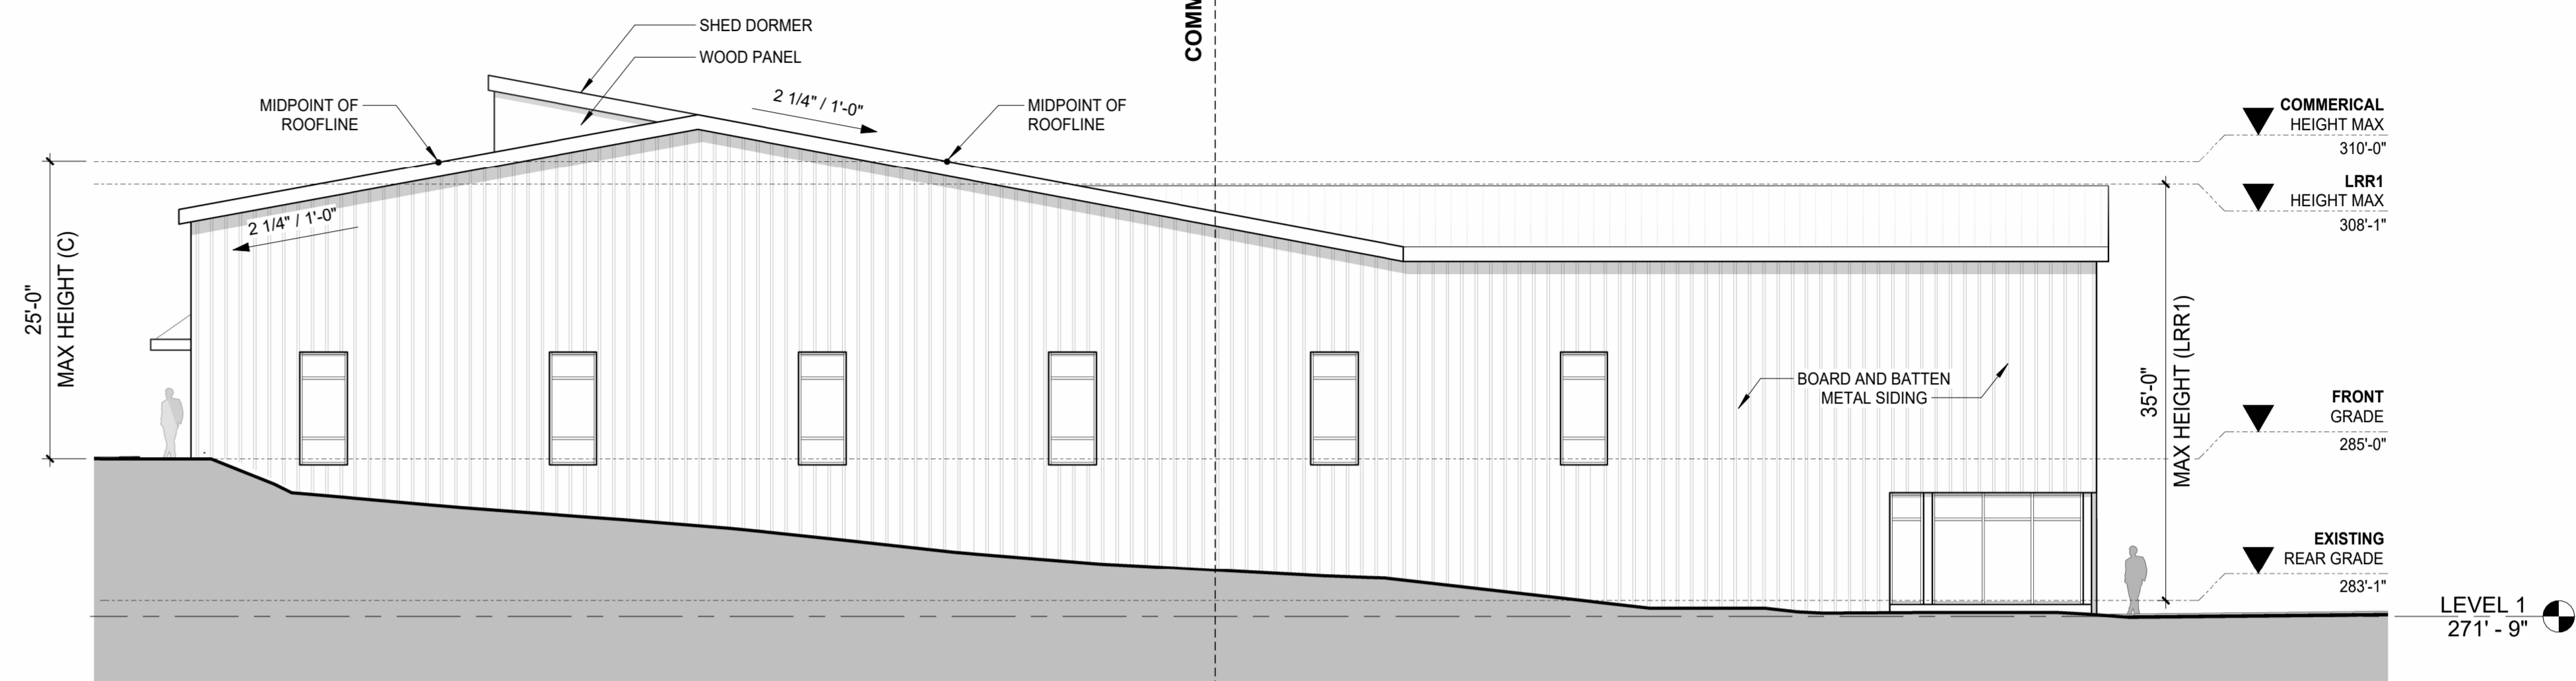 COMM
SHED DORMER
WOOD PANEL
MIDPOINT OF
ROOFLINE
2 1/4" / 1'-0"
MIDPOINT OF
ROOFLINE
COMMERICAL
HEIGHT MAX
310'-0"
LRR1
HEIGHT MAX
308'-1"
2 1/4" / 1'-0"
25'-0"
MAX HEIGHT (C)
BOARD AND BATTEN
METAL SIDING
35'-0"
MAX HEIGHT (LRR1)
FRONT
GRADE
285'-0"
EXISTING
REAR GRADE
283'-1"
LEVEL 1
271' - 9"